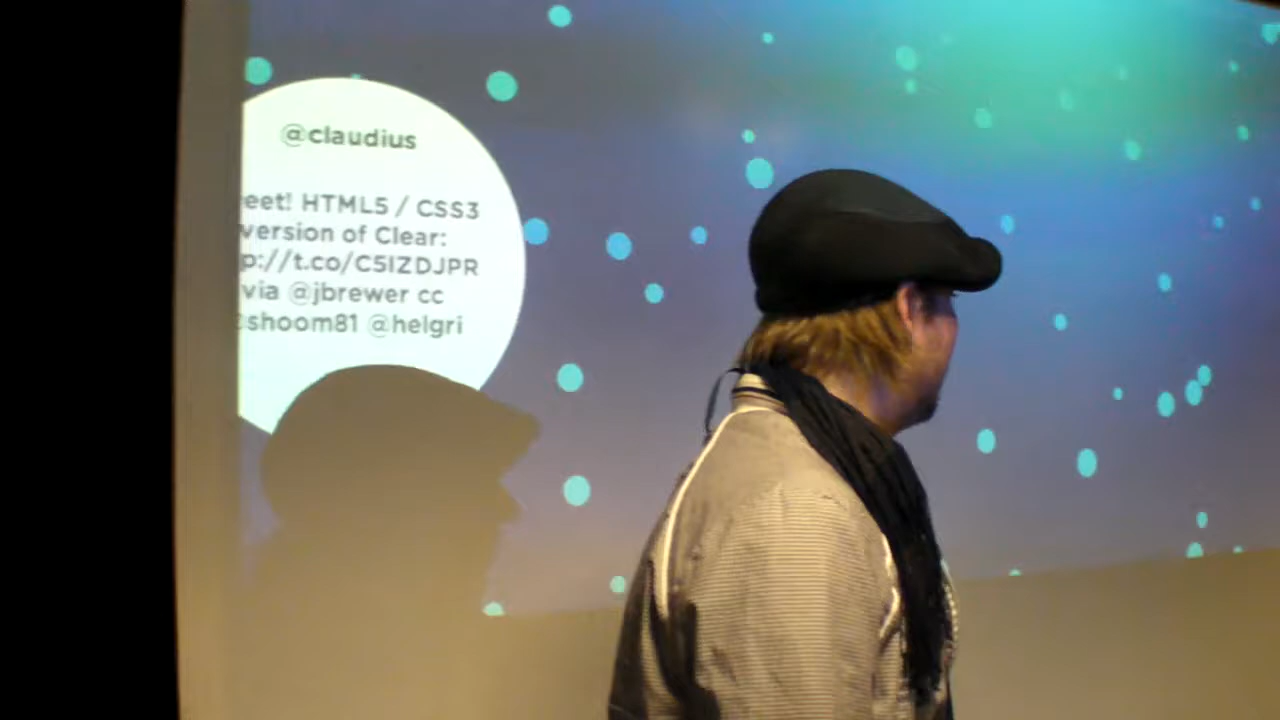 @claudius
eet! HTML5 / CSS3
version of Clear:
p://t.co/C5IZDJPR
via @jbrewer cc
@shoom81 @helgri